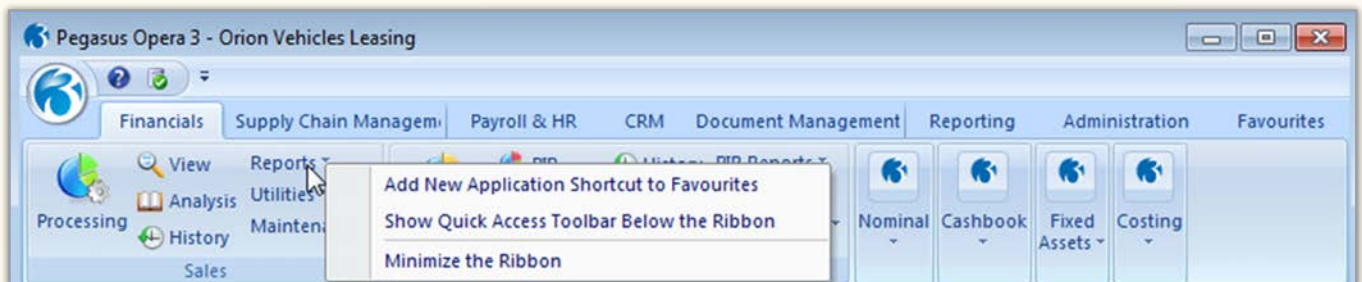 Pegasus Opera 3 - Orion Vehicles Leasing
Financials Supply Chain Managem Payroll & HR CRM Document Management Reporting Administration Favourites
View Reports PIP Reports
Analysis Utilities
Processing Nominal Cashbook Fixed Assets Costing
History
Sales
Add New Application Shortcut to Favourites
Show Quick Access Toolbar Below the Ribbon
Minimize the Ribbon